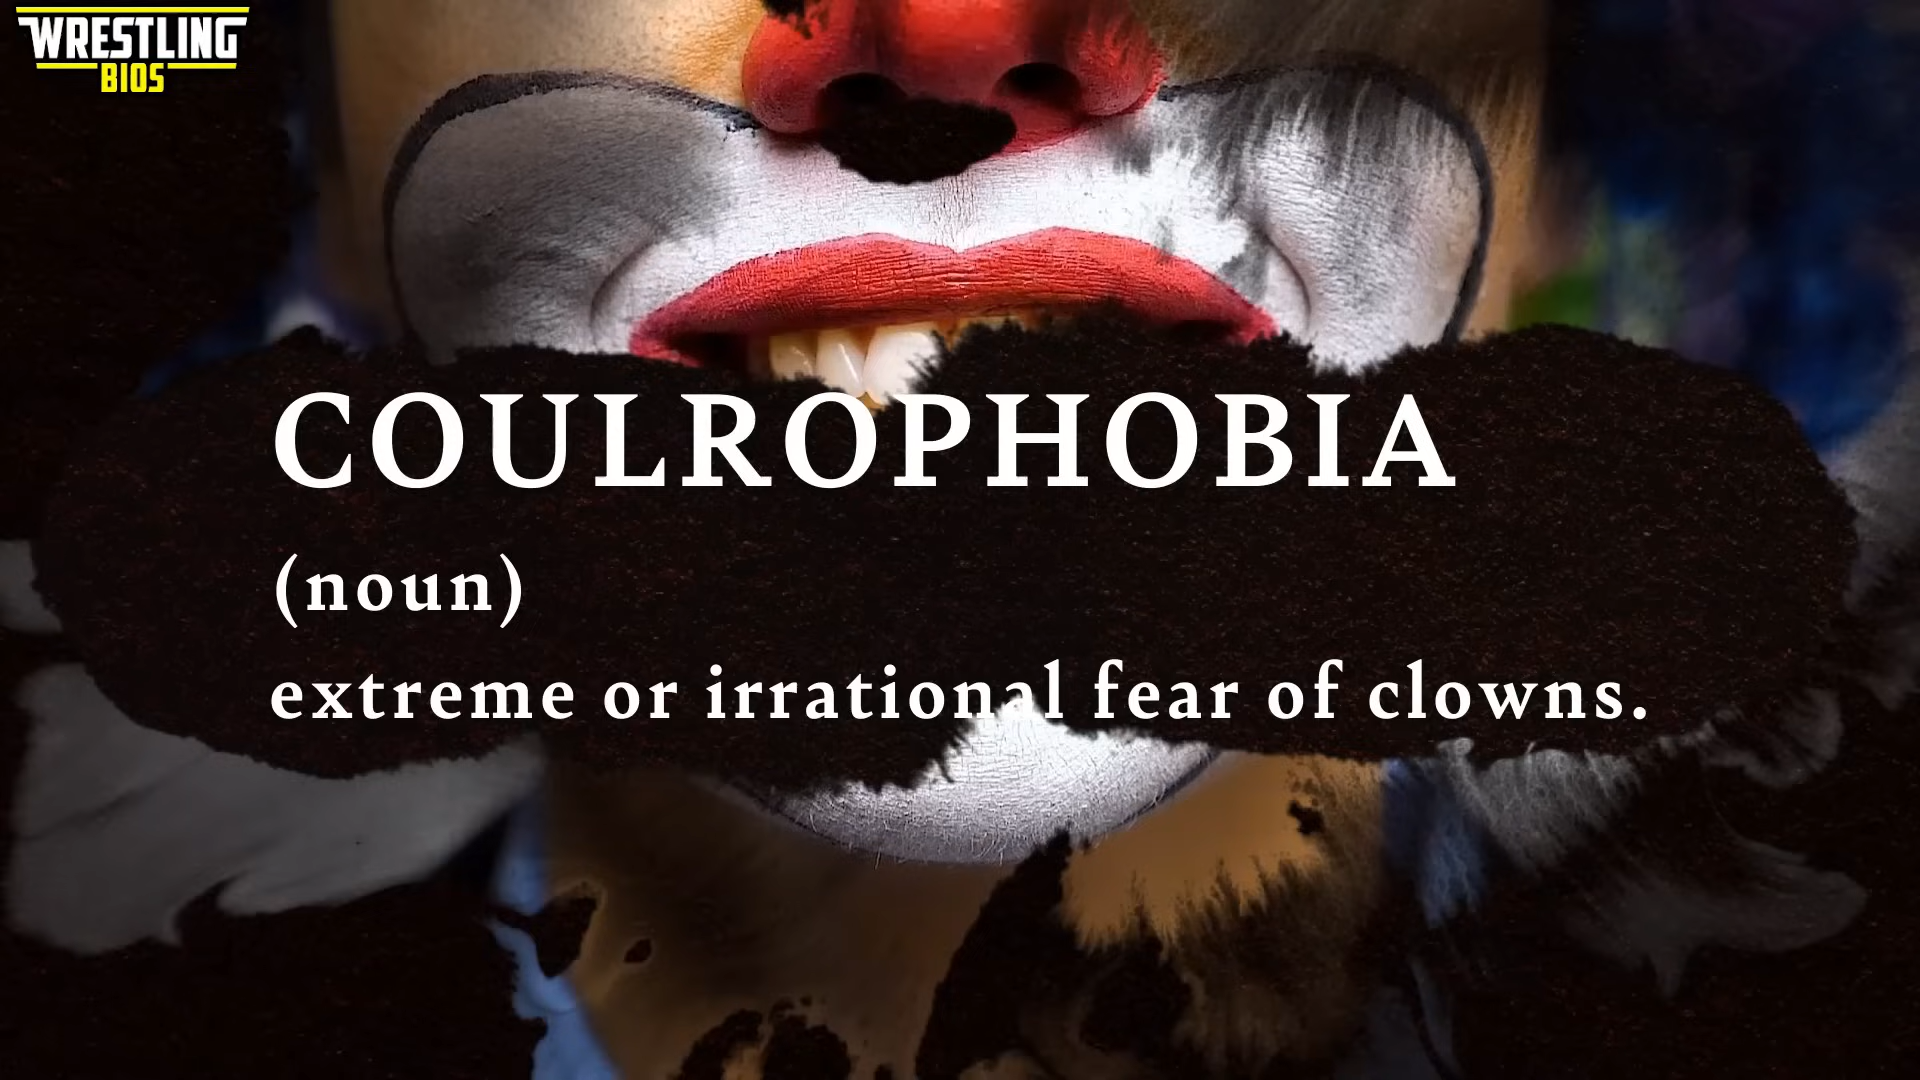 WRESTLING
BIOS
COULROPHOBIA
(noun)
extreme or irrational fear of clowns.